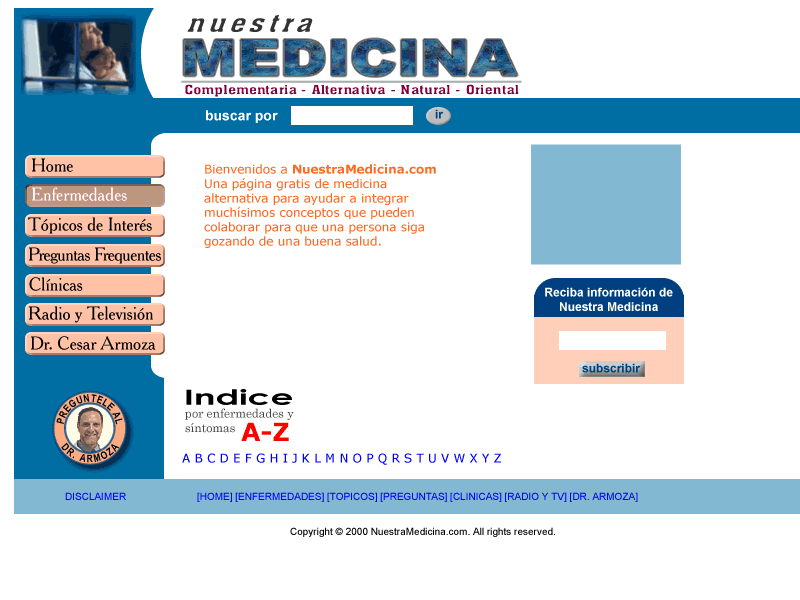 nuestra
MEDICINA
Complementaria - Alternativa - Natural - Oriental
buscar por
ir
Home
Enfermedades
Tópicos de Interés
Preguntas Frequentes
Clínicas
Radio y Televisión
Dr. Cesar Armoza
PREGUNTELE AL
DR. ARMOZA
Bienvenidos a NuestraMedicina.com
Una página gratis de medicina
alternativa para ayudar a integrar
muchísimos conceptos que pueden
colaborar para que una persona siga
gozando de una buena salud.
Reciba información de
Nuestra Medicina
subscribir
Indice
por enfermedades y
síntomas A-Z
A B C D E F G H I J K L M N O P Q R S T U V W X Y Z
DISCLAIMER
[HOME] [ENFERMEDADES] [TOPICOS] [PREGUNTAS] [CLINICAS] [RADIO Y TV] [DR. ARMOZA]
Copyright © 2000 NuestraMedicina.com. All rights reserved.